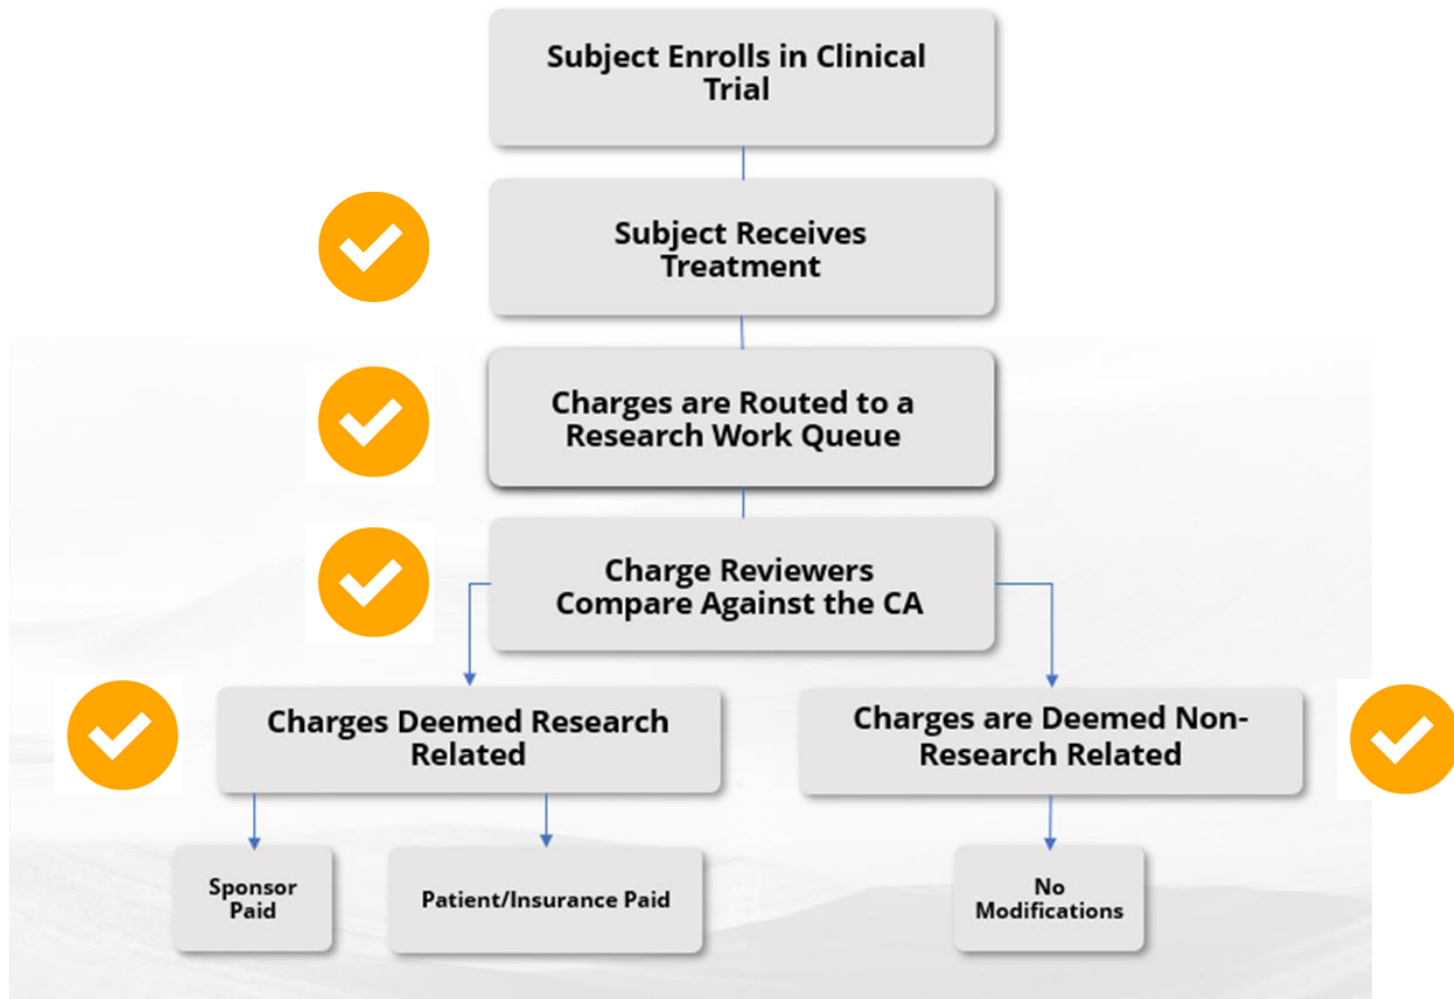 Subject Enrolls in Clinical
Trial
Subject Receives
Treatment
Charges are Routed to a
Research Work Queue
Charge Reviewers
Compare Against the CA
Charges Deemed Research
Related
Charges are Deemed Non-
Research Related
Sponsor
Paid
Patient/Insurance Paid
No
Modifications